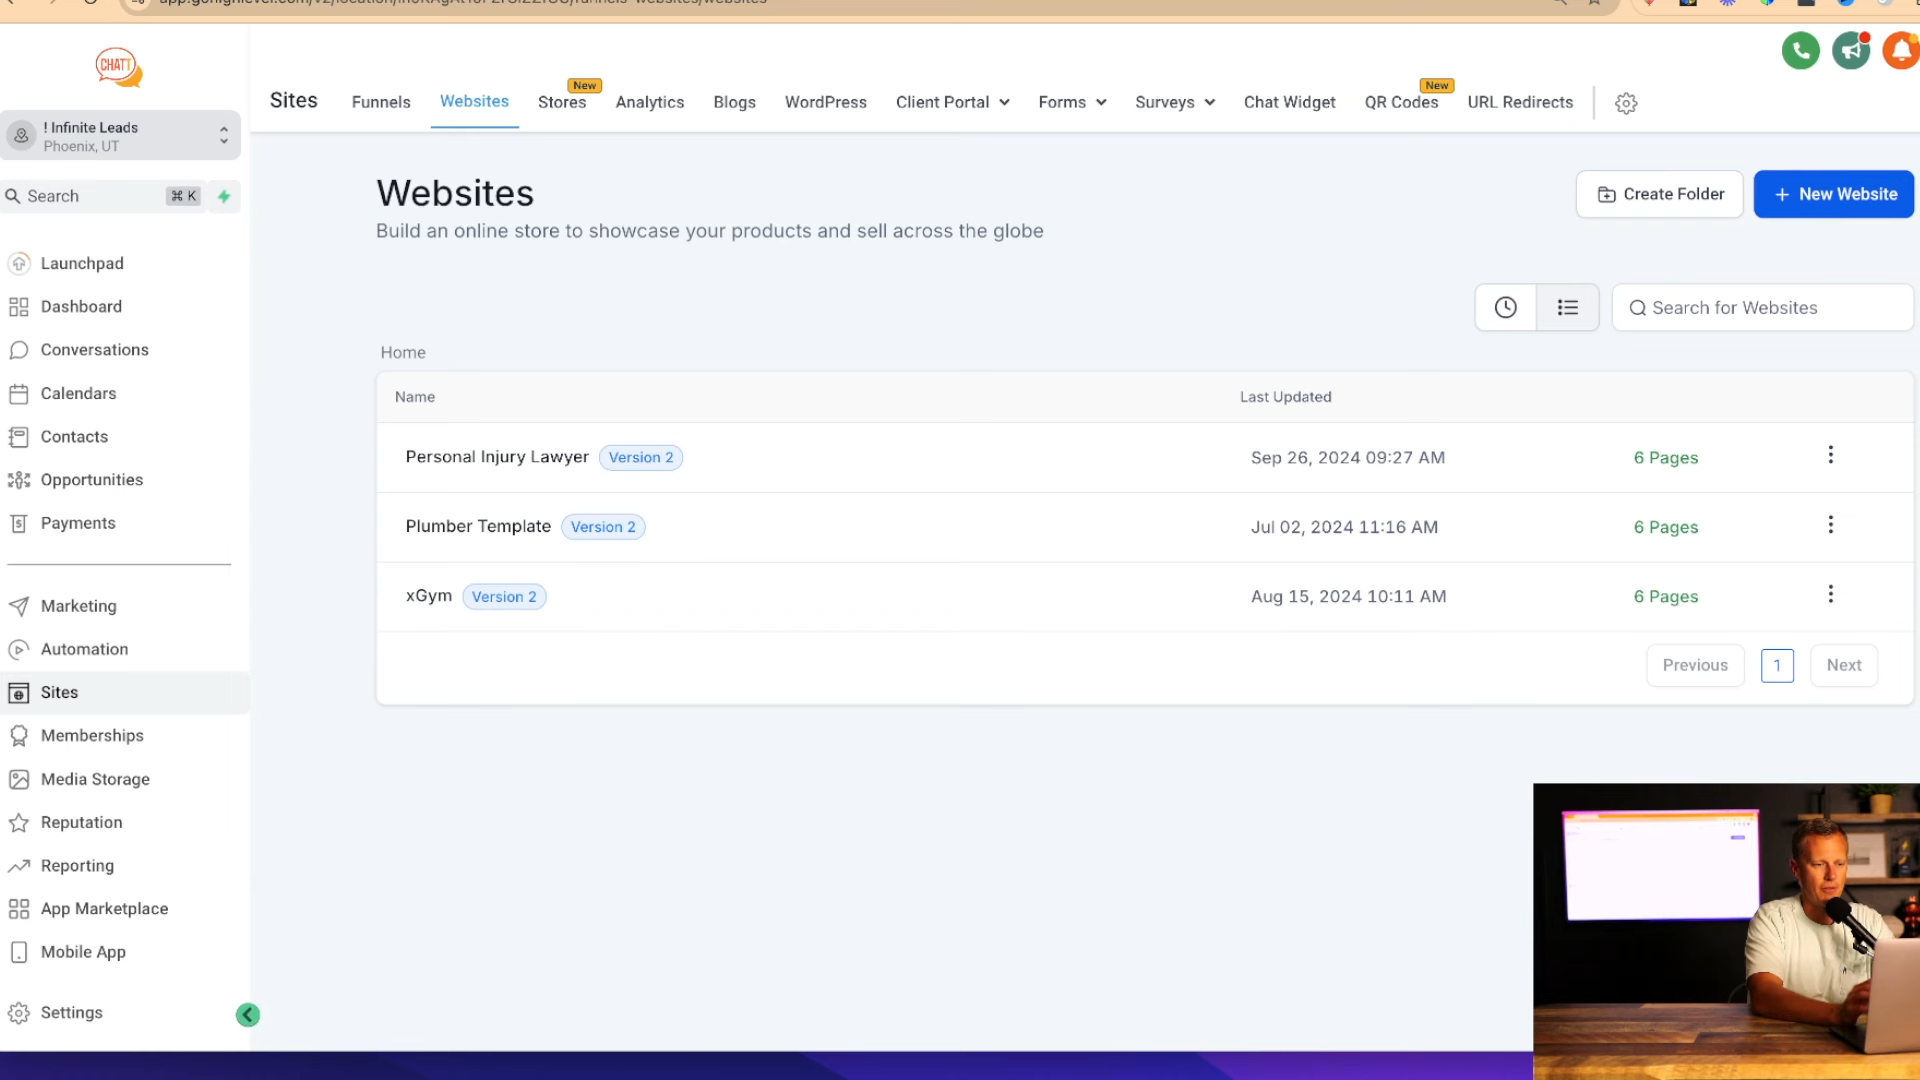 CHATT
! Infinite Leads
Phoenix, UT
Search ⌘ K
Launchpad
Dashboard
Conversations
Calendars
Contacts
Opportunities
Payments
Marketing
Automation
Sites
Memberships
Media Storage
Reputation
Reporting
App Marketplace
Mobile App
Settings
Sites Funnels Websites Stores New Analytics Blogs WordPress Client Portal Forms Surveys Chat Widget QR Codes New URL Redirects
Websites
Build an online store to showcase your products and sell across the globe
Create Folder
+ New Website
Search for Websites
Home
Name Last Updated
Personal Injury Lawyer Version 2 Sep 26, 2024 09:27 AM 6 Pages
Plumber Template Version 2 Jul 02, 2024 11:16 AM 6 Pages
xGym Version 2 Aug 15, 2024 10:11 AM 6 Pages
Previous 1 Next